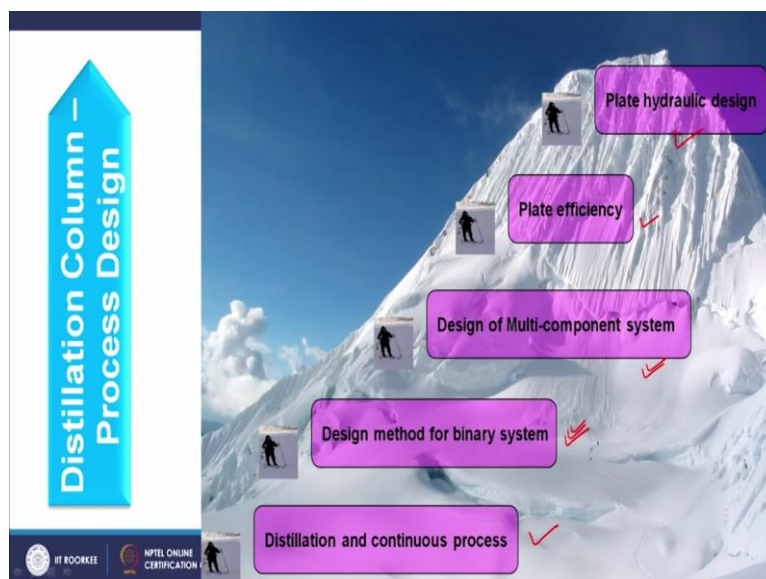 Distillation Column –
Process Design
Plate hydraulic design
Plate efficiency
Design of Multi-component system
Design method for binary system
Distillation and continuous process
IIT ROORKEE
NPTEL ONLINE
CERTIFICATION